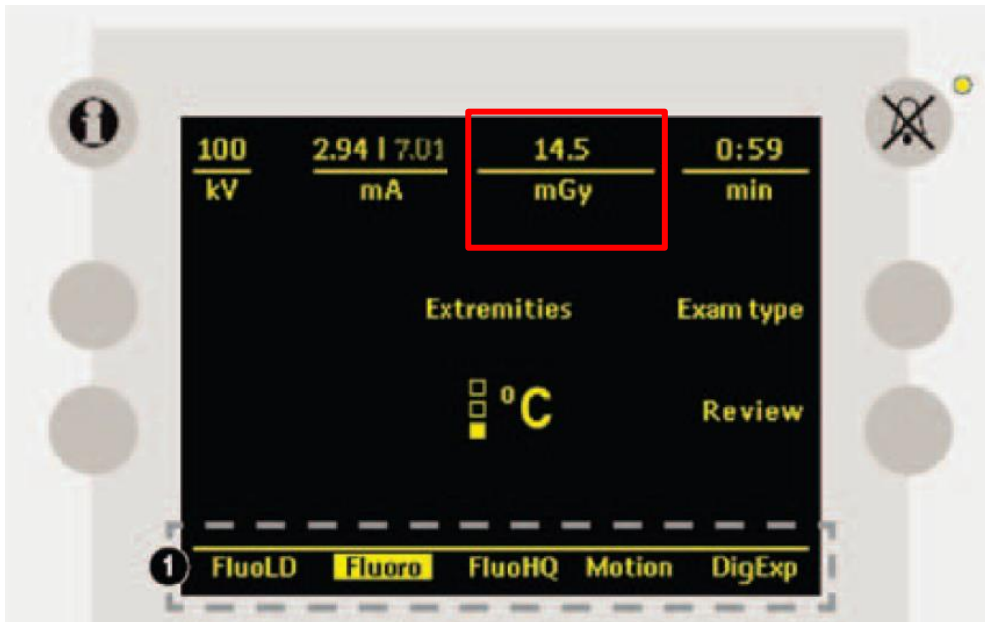 100 2.94 | 7.01 14.5 0:59
kV mA mGy min
Extremities Exam type
°C Review
1 FluoLD Fluoro FluoHQ Motion DigExp